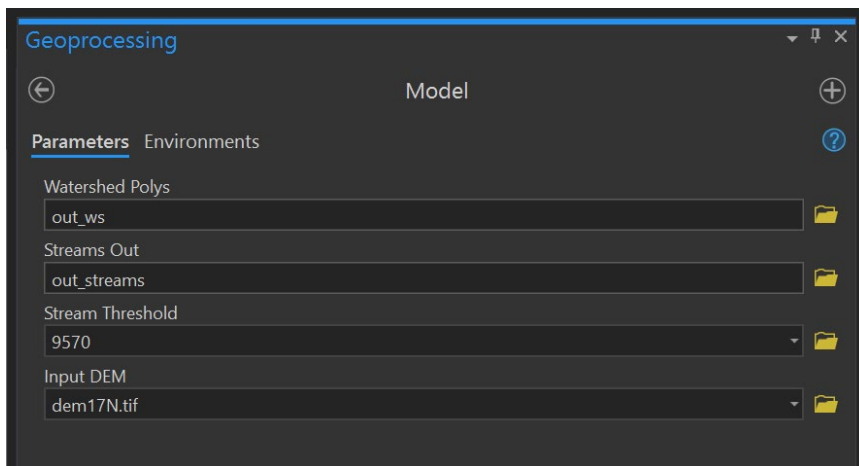 Geoprocessing
Model
Parameters Environments
Watershed Polys
out_ws
Streams Out
out_streams
Stream Threshold
9570
Input DEM
dem17N.tif